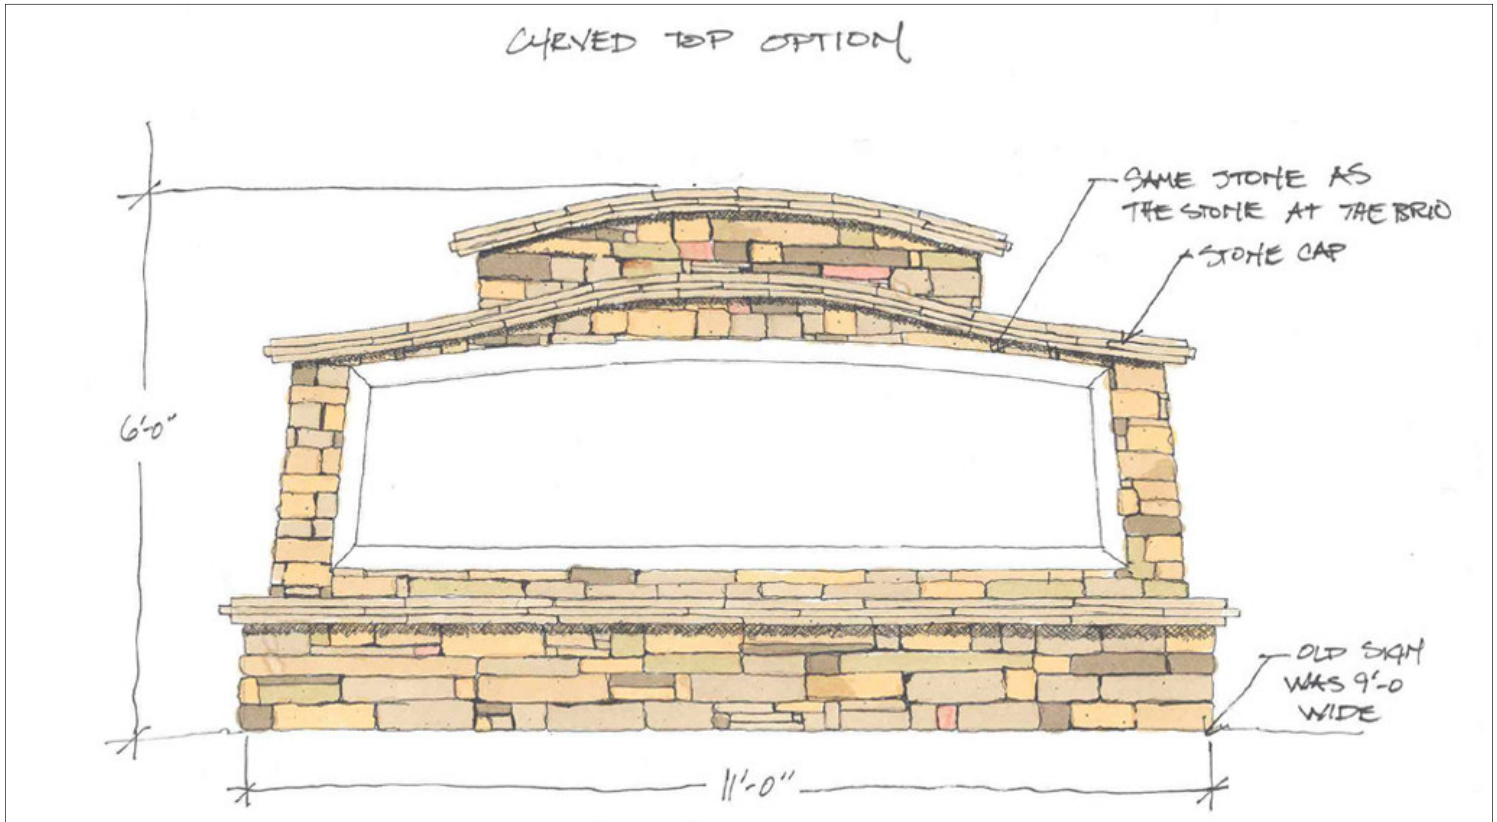 CURVED TOP OPTION
SAME STONE AS
THE STONE AT THE BRIO
STONE CAP
6'-0"
OLD SIGN
WAS 9'-0
WIDE
11'-0"